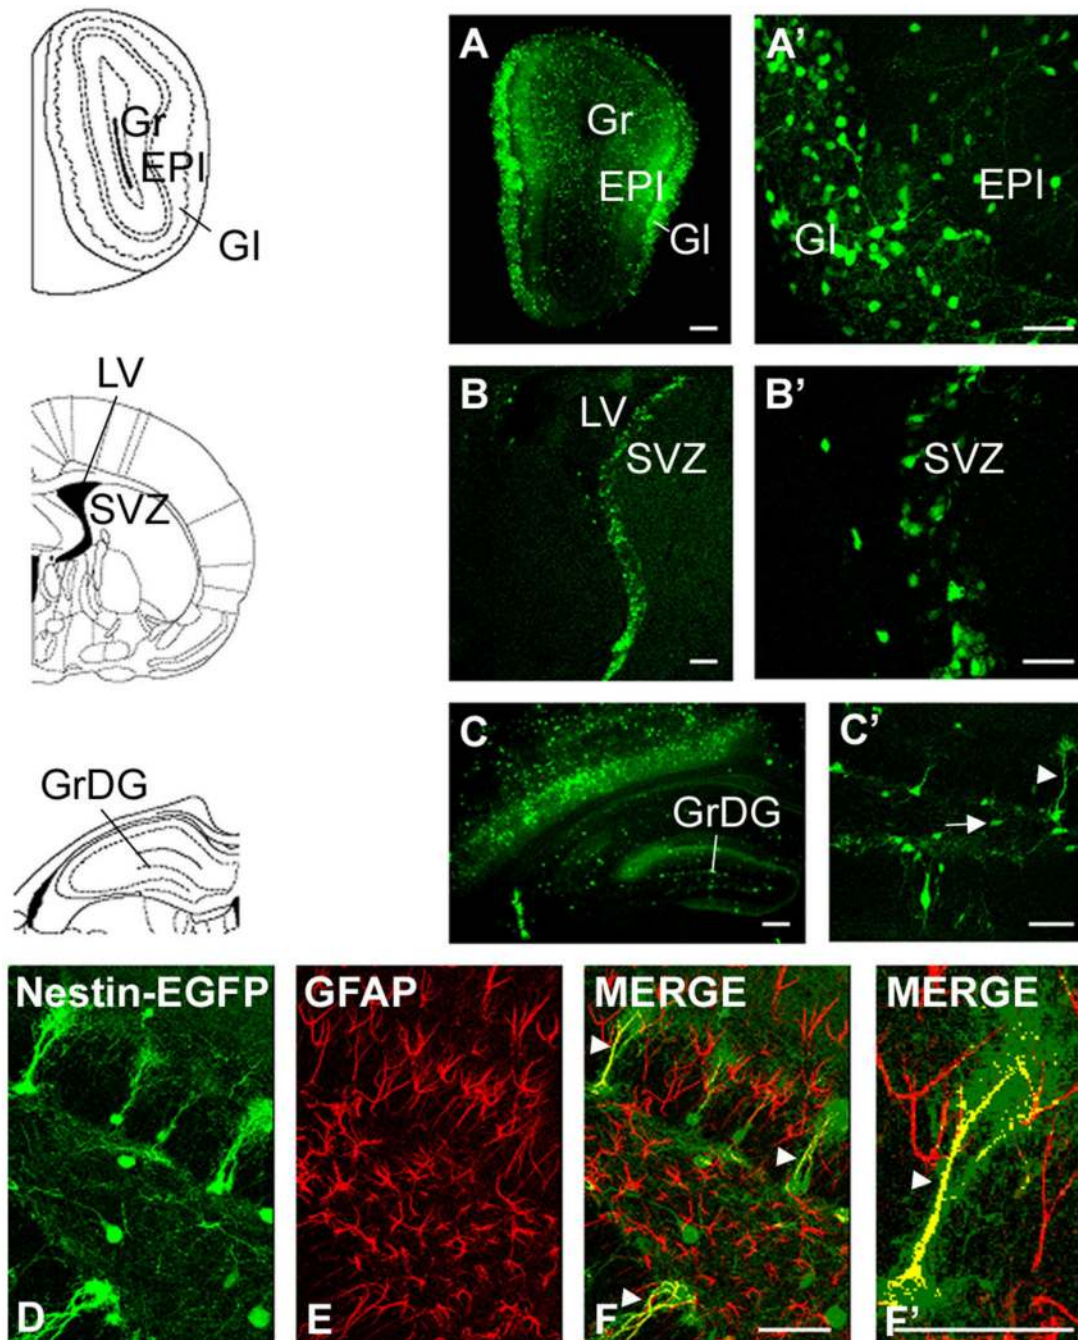 Gr
EPI
Gl
A
Gr
EPI
Gl
A'
EPI
Gl
LV
SVZ
B
LV
SVZ
B'
SVZ
GrDG
C
GrDG
C'
Nestin-EGFP
D
GFAP
E
MERGE
F
MERGE
F'